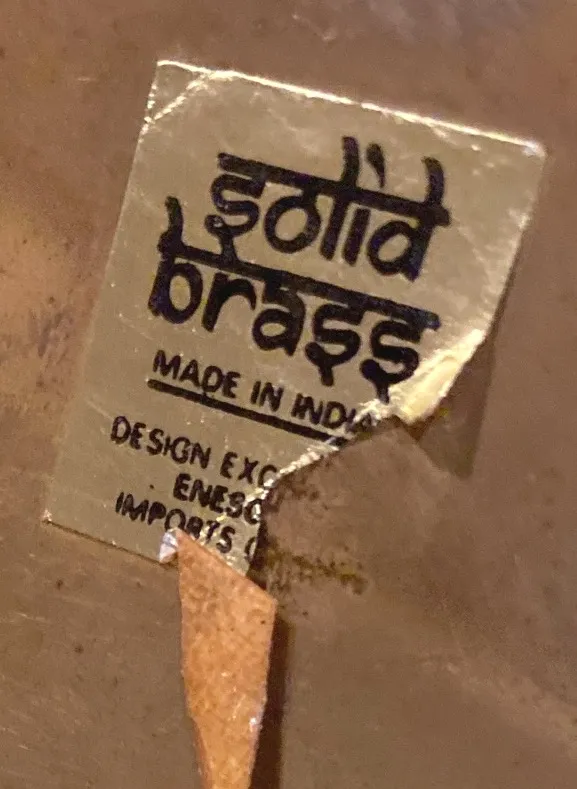 solid
brass
MADE IN INDI
DESIGN EXC
ENESC
IMPORTS C